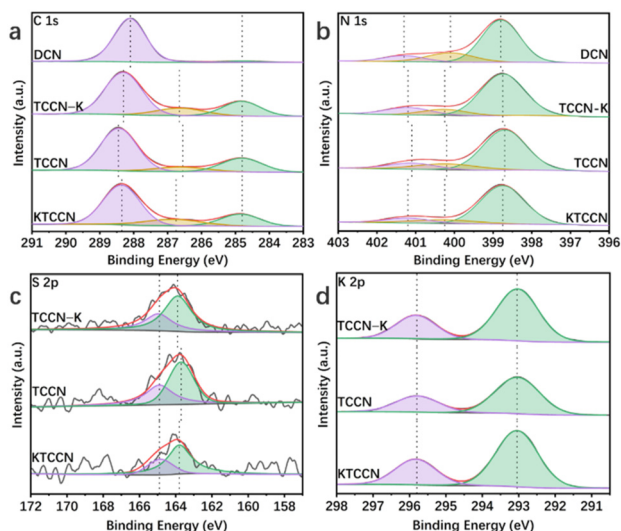 a
C 1s
DCN
TCCN-K
TCCN
KTCCN
Intensity (a.u.)
291 290 289 288 287 286 285 284 283
Binding Energy (eV)
b
N 1s
DCN
TCCN-K
TCCN
KTCCN
Intensity (a.u.)
403 402 401 400 399 398 397 396
Binding Energy (eV)
c
S 2p
TCCN-K
TCCN
KTCCN
Intensity (a.u.)
172 170 168 166 164 162 160 158
Binding Energy (eV)
d
K 2p
TCCN-K
TCCN
KTCCN
Intensity (a.u.)
298 297 296 295 294 293 292 291
Binding Energy (eV)